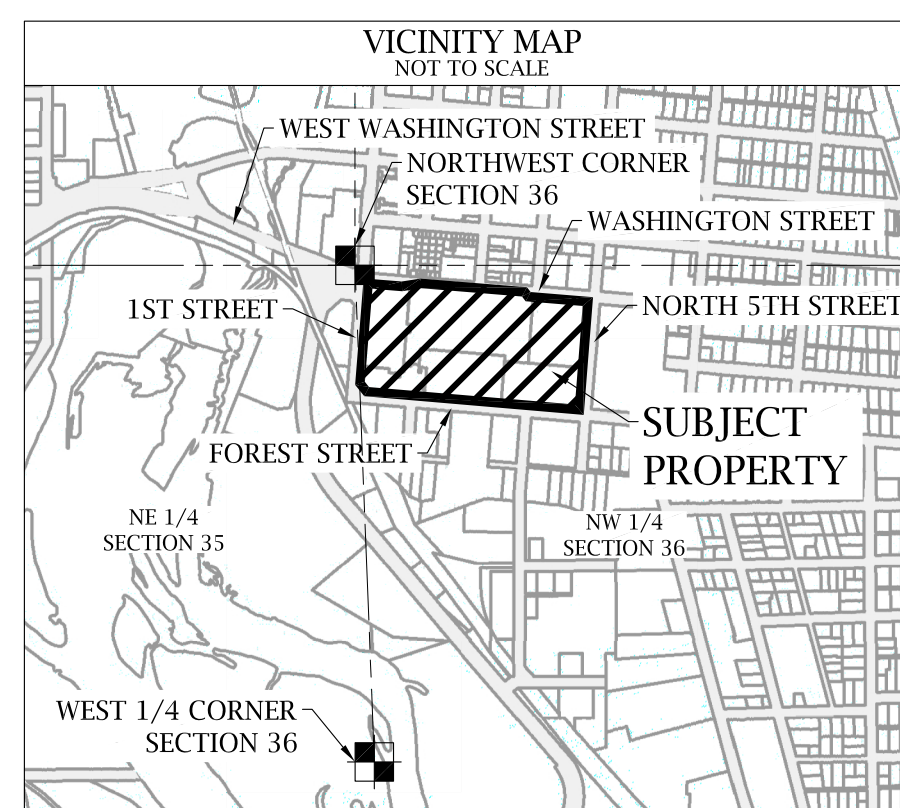 VICINITY MAP
NOT TO SCALE
WEST WASHINGTON STREET
NORTHWEST CORNER
SECTION 36
WASHINGTON STREET
1ST STREET
NORTH 5TH STREET
SUBJECT
PROPERTY
FOREST STREET
NE 1/4
SECTION 35
NW 1/4
SECTION 36
WEST 1/4 CORNER
SECTION 36